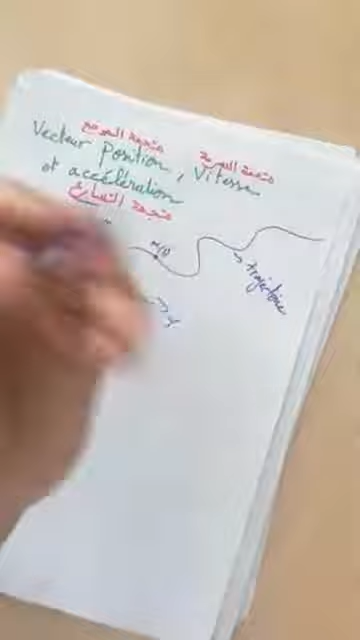 متجهة الموضع
Vecteur position, Vitesse
متجهة السرعة
et accélération
متجهة التسارع
M(t)
Trajectoire